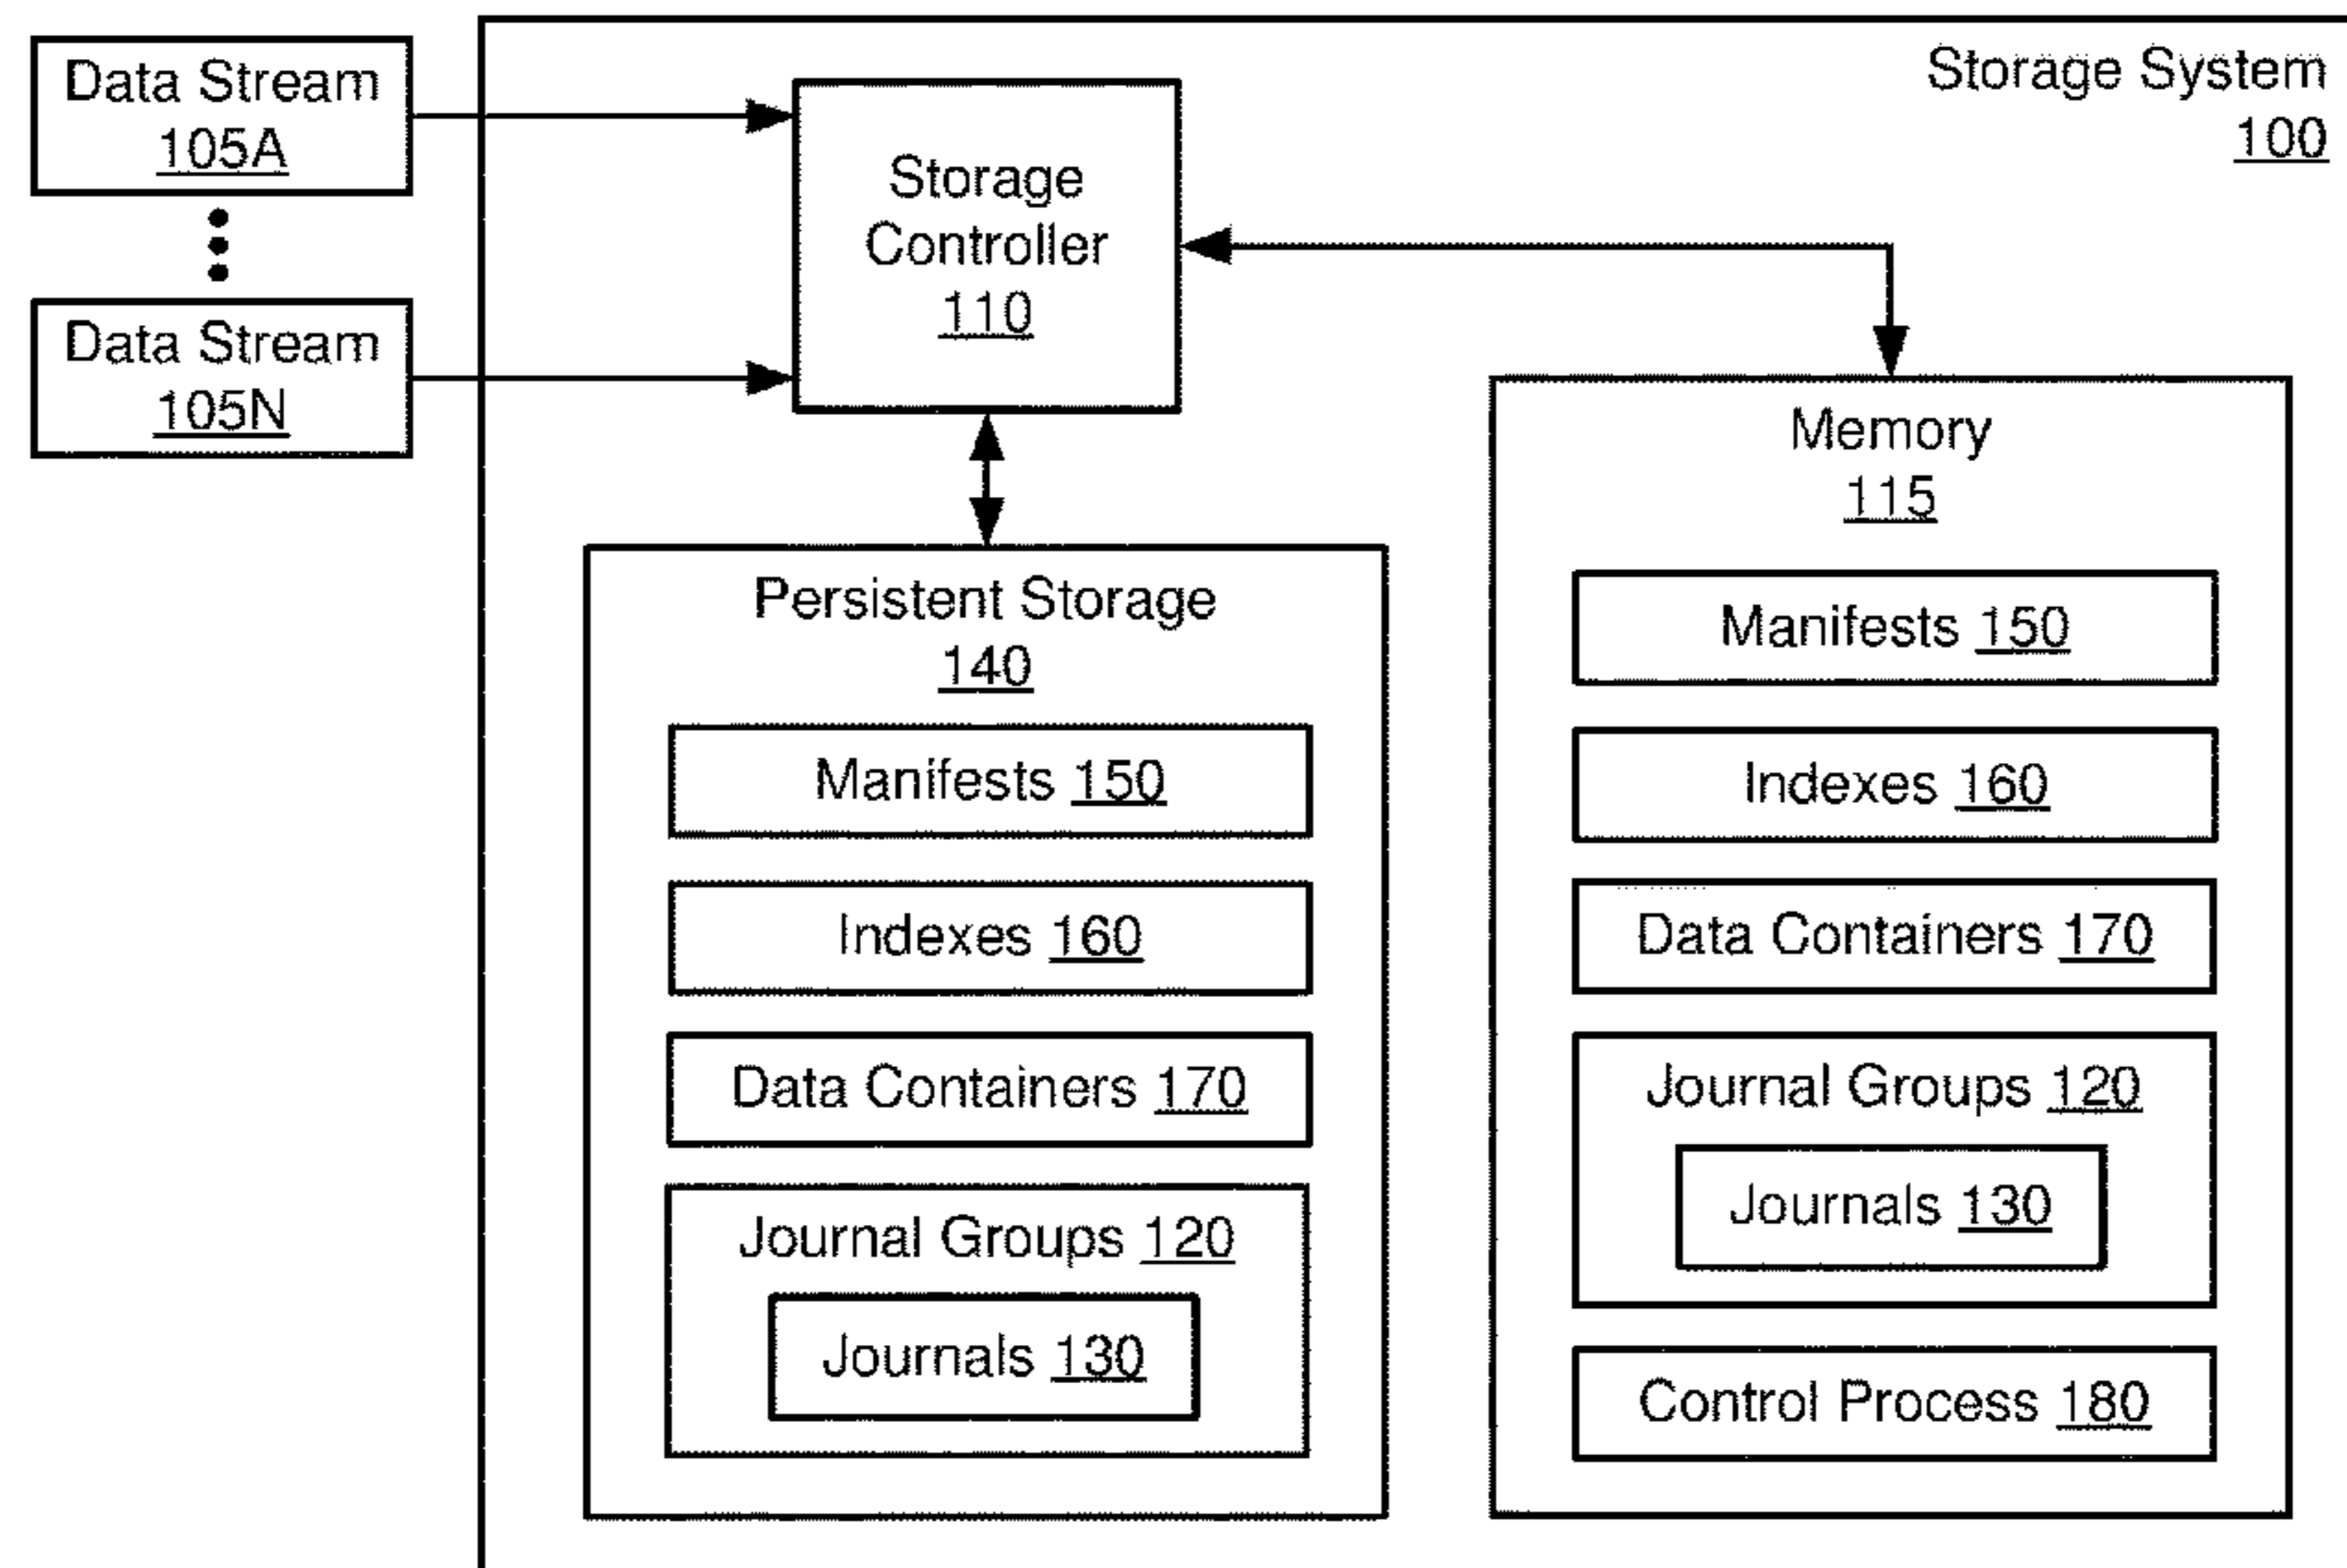 Data Stream
105A
Data Stream
105N
Storage
Controller
110
Storage System
100
Persistent Storage
140
Manifests 150
Indexes 160
Data Containers 170
Journal Groups 120
Journals 130
Memory
115
Manifests 150
Indexes 160
Data Containers 170
Journal Groups 120
Journals 130
Control Process 180